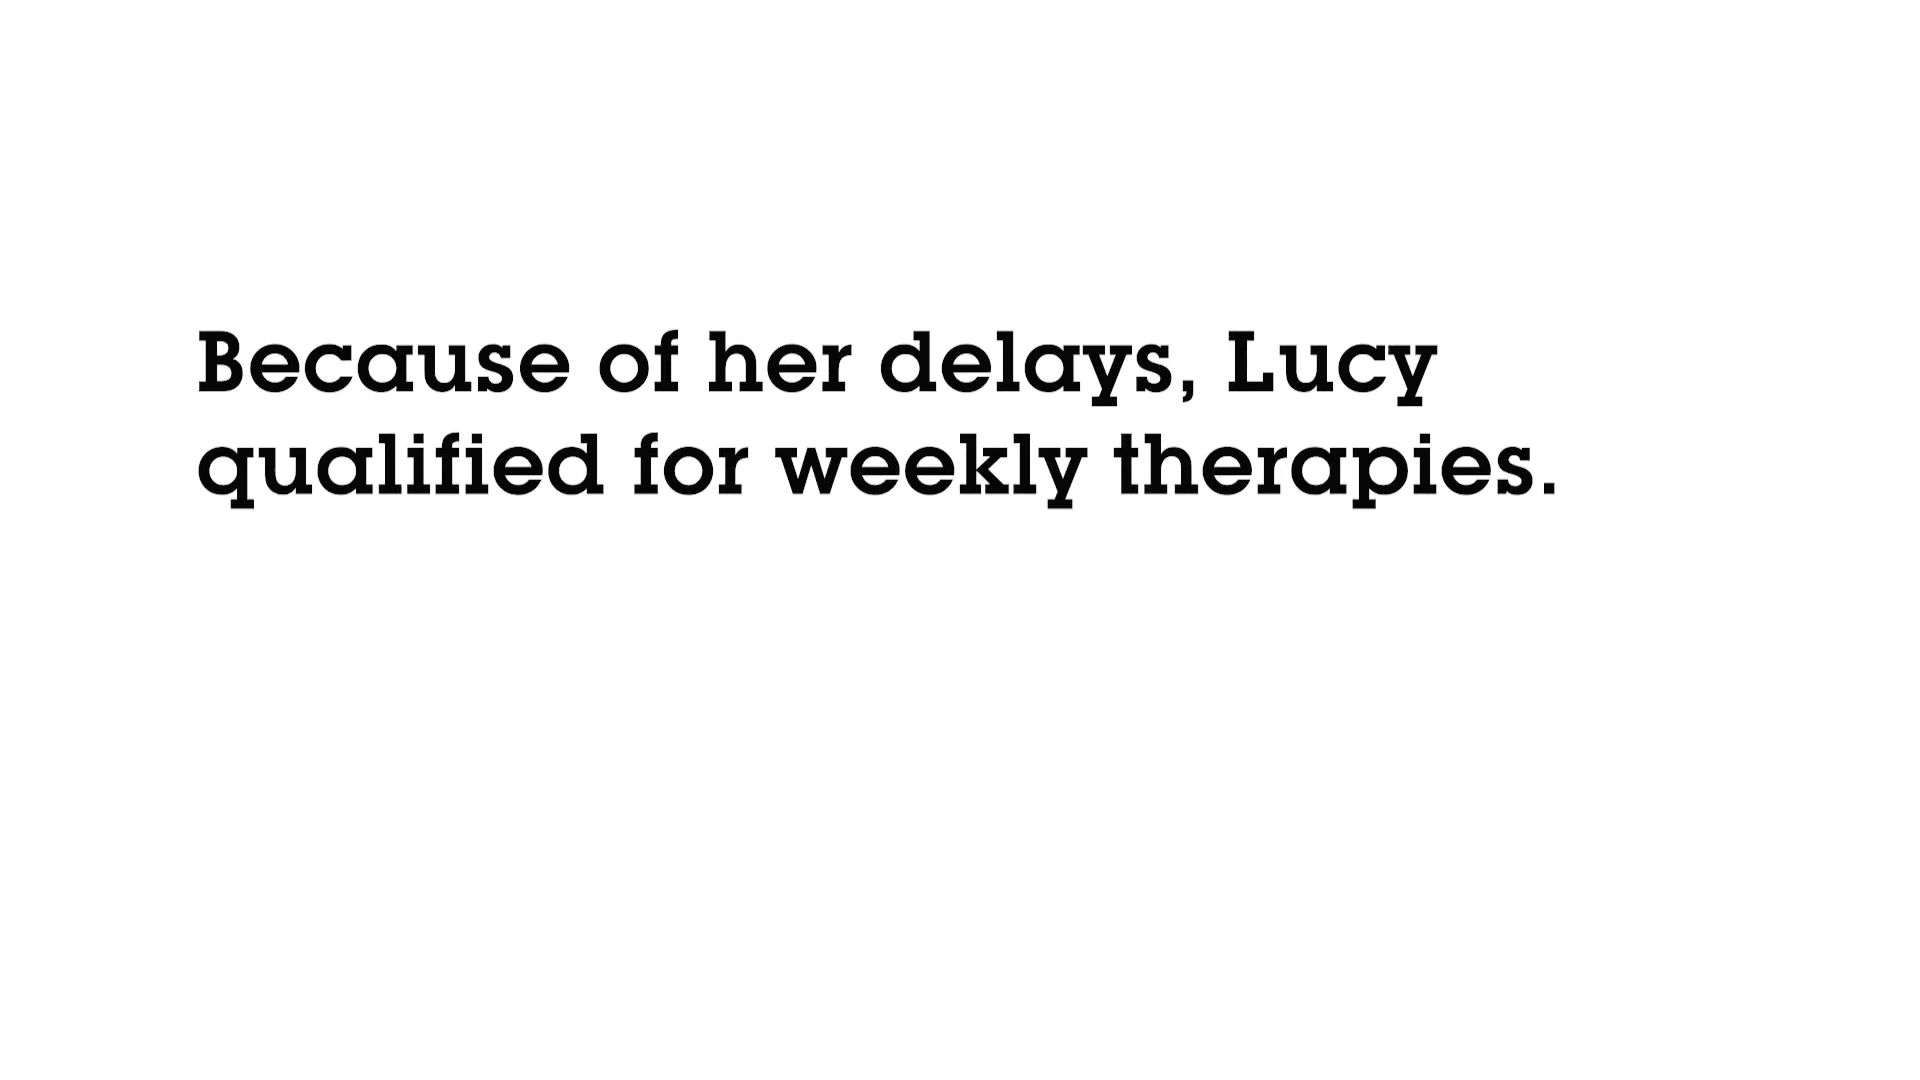 Because of her delays, Lucy
qualified for weekly therapies.